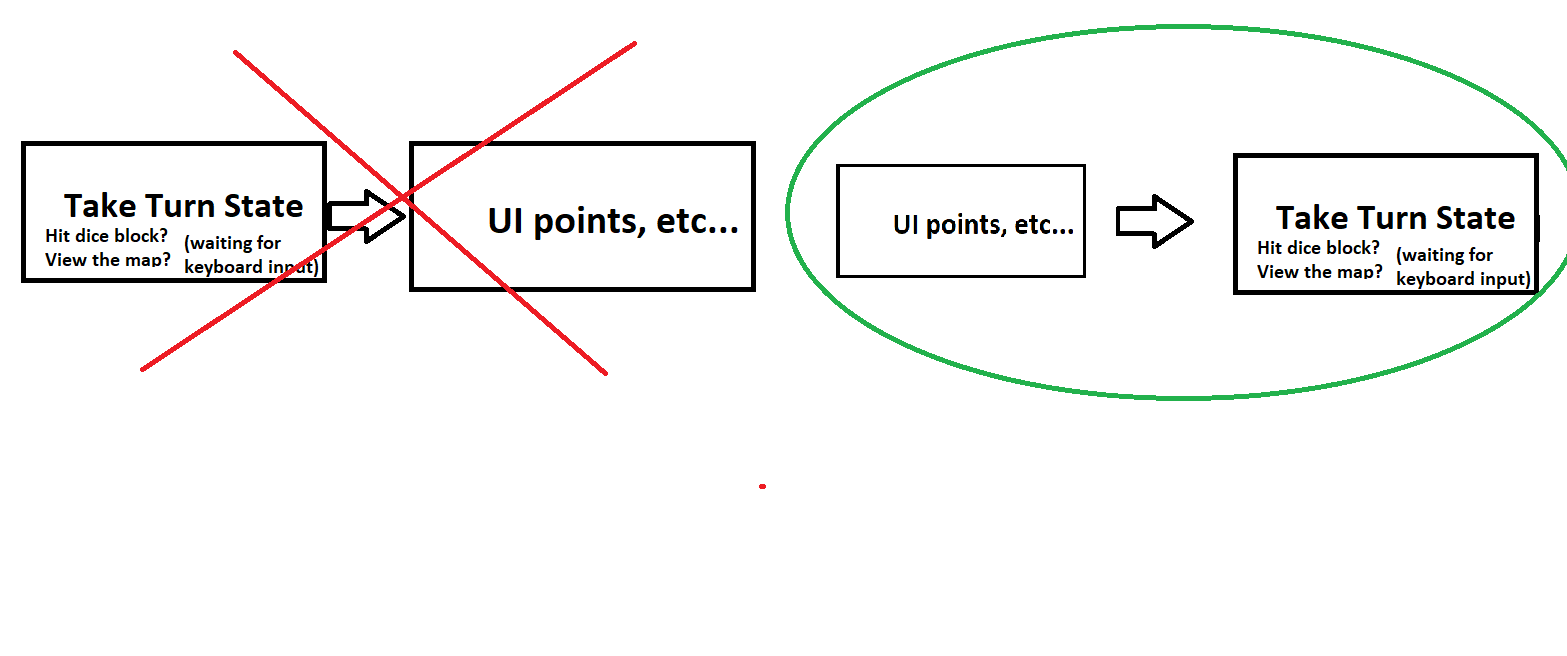 Take Turn State
Hit dice block?
View the map?
(waiting for
keyboard input)
UI points, etc...
UI points, etc...
Take Turn State
Hit dice block?
View the map?
(waiting for
keyboard input)